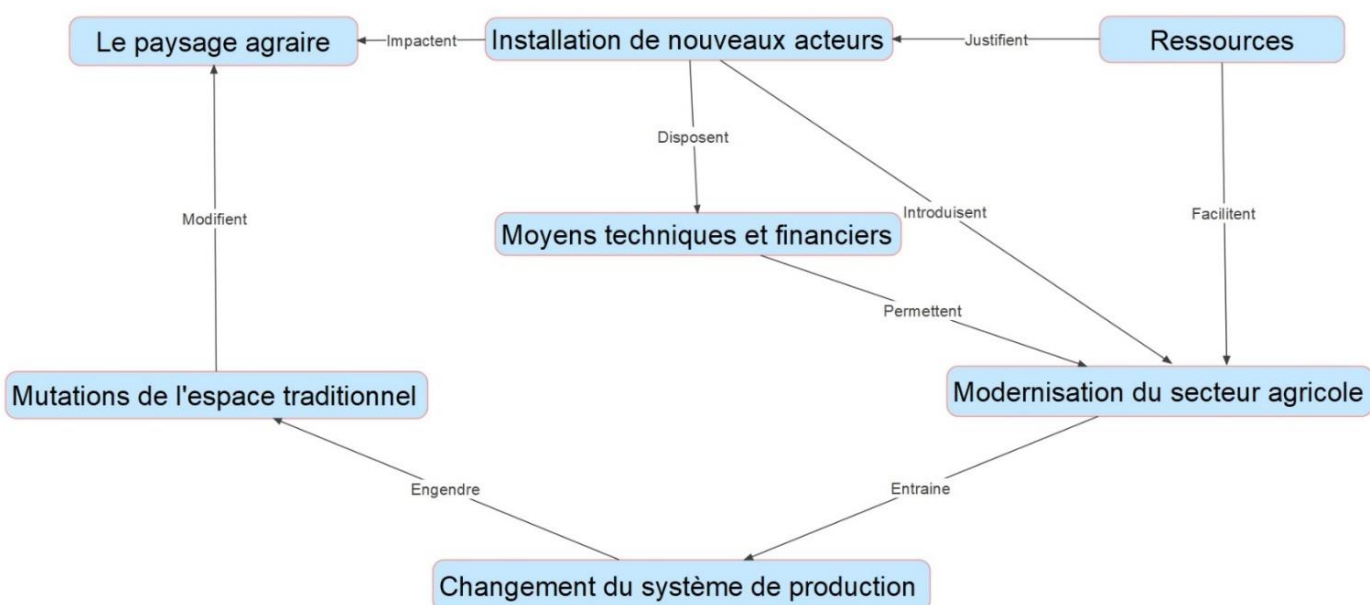 Le paysage agraire
Impactent
Installation de nouveaux acteurs
Justifient
Ressources
Disposent
Modifient
Moyens techniques et financiers
Introduisent
Facilitent
Permettent
Mutations de l'espace traditionnel
Modernisation du secteur agricole
Engendre
Entraine
Changement du système de production